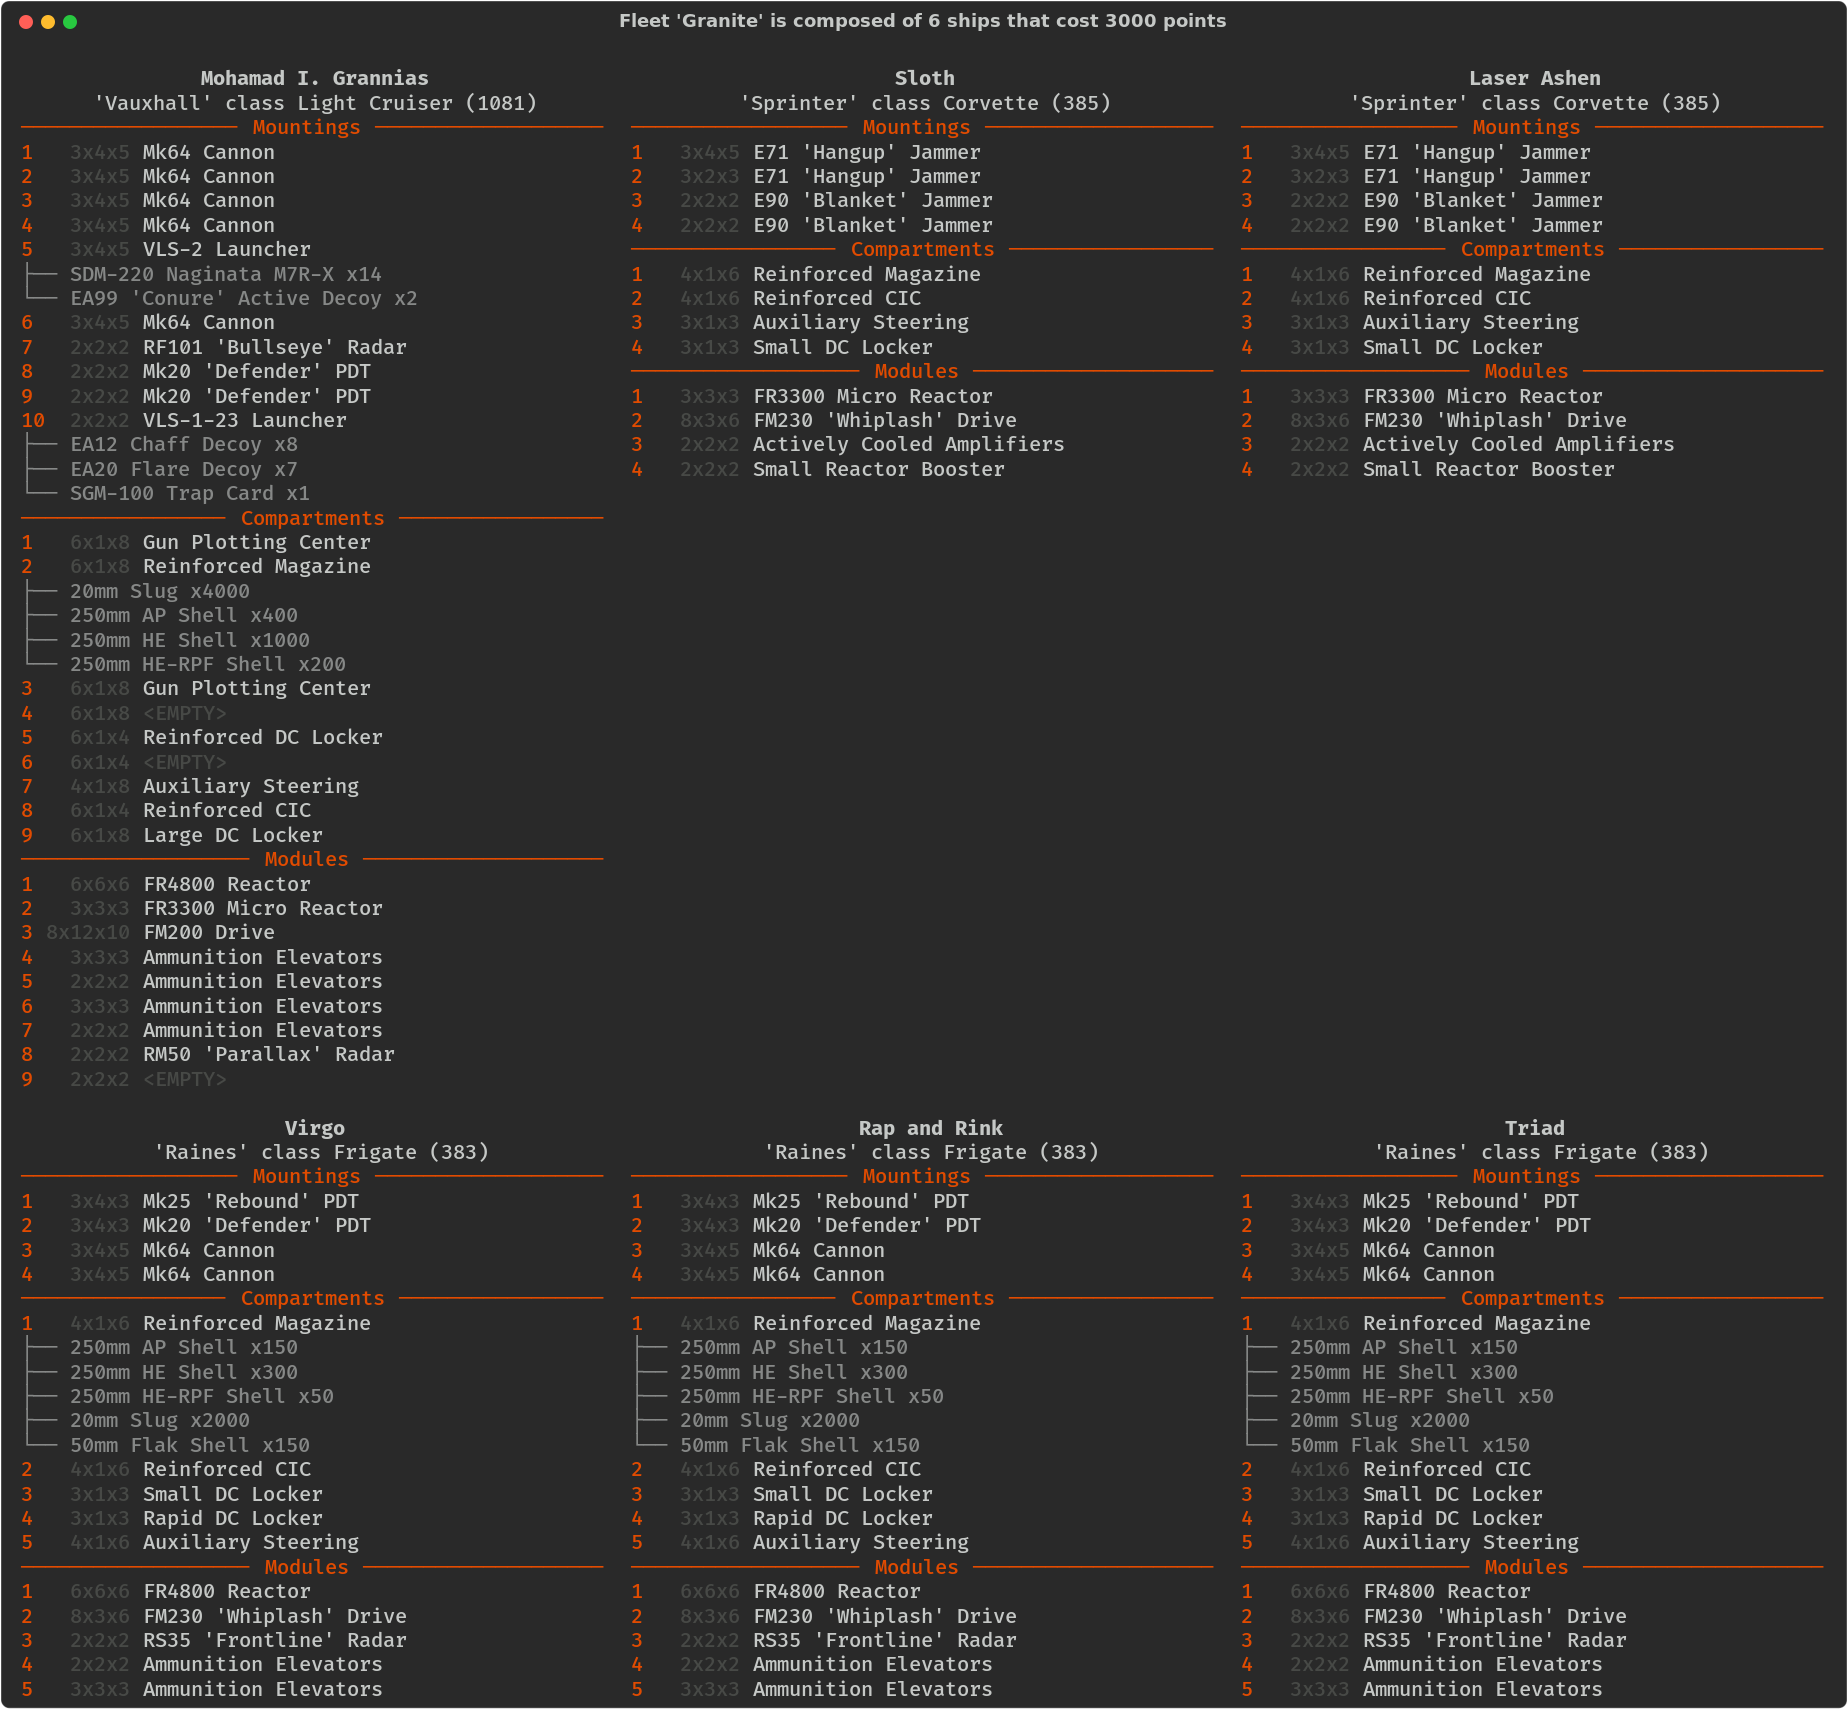 Fleet 'Granite' is composed of 6 ships that cost 3000 points
Mohamad I. Grannias
'Vauxhall' class Light Cruiser (1081)
Mountings
1 3x4x5 Mk64 Cannon
2 3x4x5 Mk64 Cannon
3 3x4x5 Mk64 Cannon
4 3x4x5 Mk64 Cannon
5 3x4x5 VLS-2 Launcher
SDM-220 Naginata M7R-X x14
EA99 'Conure' Active Decoy x2
6 3x4x5 Mk64 Cannon
7 2x2x2 RF101 'Bullseye' Radar
8 2x2x2 Mk20 'Defender' PDT
9 2x2x2 Mk20 'Defender' PDT
10 2x2x2 VLS-1-23 Launcher
EA12 Chaff Decoy x8
EA20 Flare Decoy x7
SGM-100 Trap Card x1
Compartments
1 6x1x8 Gun Plotting Center
2 6x1x8 Reinforced Magazine
20mm Slug x4000
250mm AP Shell x400
250mm HE Shell x1000
250mm HE-RPF Shell x200
3 6x1x8 Gun Plotting Center
4 6x1x8 <EMPTY>
5 6x1x4 Reinforced DC Locker
6 6x1x4 <EMPTY>
7 4x1x8 Auxiliary Steering
8 6x1x4 Reinforced CIC
9 6x1x8 Large DC Locker
Modules
1 6x6x6 FR4800 Reactor
2 3x3x3 FR3300 Micro Reactor
3 8x12x10 FM200 Drive
4 3x3x3 Ammunition Elevators
5 2x2x2 Ammunition Elevators
6 3x3x3 Ammunition Elevators
7 2x2x2 Ammunition Elevators
8 2x2x2 RM50 'Parallax' Radar
9 2x2x2 <EMPTY>
Sloth
'Sprinter' class Corvette (385)
Mountings
1 3x4x5 E71 'Hangup' Jammer
2 3x2x3 E71 'Hangup' Jammer
3 2x2x2 E90 'Blanket' Jammer
4 2x2x2 E90 'Blanket' Jammer
Compartments
1 4x1x6 Reinforced Magazine
2 4x1x6 Reinforced CIC
3 3x1x3 Auxiliary Steering
4 3x1x3 Small DC Locker
Modules
1 3x3x3 FR3300 Micro Reactor
2 8x3x6 FM230 'Whiplash' Drive
3 2x2x2 Actively Cooled Amplifiers
4 2x2x2 Small Reactor Booster
Laser Ashen
'Sprinter' class Corvette (385)
Mountings
1 3x4x5 E71 'Hangup' Jammer
2 3x2x3 E71 'Hangup' Jammer
3 2x2x2 E90 'Blanket' Jammer
4 2x2x2 E90 'Blanket' Jammer
Compartments
1 4x1x6 Reinforced Magazine
2 4x1x6 Reinforced CIC
3 3x1x3 Auxiliary Steering
4 3x1x3 Small DC Locker
Modules
1 3x3x3 FR3300 Micro Reactor
2 8x3x6 FM230 'Whiplash' Drive
3 2x2x2 Actively Cooled Amplifiers
4 2x2x2 Small Reactor Booster
Virgo
'Raines' class Frigate (383)
Mountings
1 3x4x3 Mk25 'Rebound' PDT
2 3x4x3 Mk20 'Defender' PDT
3 3x4x5 Mk64 Cannon
4 3x4x5 Mk64 Cannon
Compartments
1 4x1x6 Reinforced Magazine
250mm AP Shell x150
250mm HE Shell x300
250mm HE-RPF Shell x50
20mm Slug x2000
50mm Flak Shell x150
2 4x1x6 Reinforced CIC
3 3x1x3 Small DC Locker
4 3x1x3 Rapid DC Locker
5 4x1x6 Auxiliary Steering
Modules
1 6x6x6 FR4800 Reactor
2 8x3x6 FM230 'Whiplash' Drive
3 2x2x2 RS35 'Frontline' Radar
4 2x2x2 Ammunition Elevators
5 3x3x3 Ammunition Elevators
Rap and Rink
'Raines' class Frigate (383)
Mountings
1 3x4x3 Mk25 'Rebound' PDT
2 3x4x3 Mk20 'Defender' PDT
3 3x4x5 Mk64 Cannon
4 3x4x5 Mk64 Cannon
Compartments
1 4x1x6 Reinforced Magazine
250mm AP Shell x150
250mm HE Shell x300
250mm HE-RPF Shell x50
20mm Slug x2000
50mm Flak Shell x150
2 4x1x6 Reinforced CIC
3 3x1x3 Small DC Locker
4 3x1x3 Rapid DC Locker
5 4x1x6 Auxiliary Steering
Modules
1 6x6x6 FR4800 Reactor
2 8x3x6 FM230 'Whiplash' Drive
3 2x2x2 RS35 'Frontline' Radar
4 2x2x2 Ammunition Elevators
5 3x3x3 Ammunition Elevators
Triad
'Raines' class Frigate (383)
Mountings
1 3x4x3 Mk25 'Rebound' PDT
2 3x4x3 Mk20 'Defender' PDT
3 3x4x5 Mk64 Cannon
4 3x4x5 Mk64 Cannon
Compartments
1 4x1x6 Reinforced Magazine
250mm AP Shell x150
250mm HE Shell x300
250mm HE-RPF Shell x50
20mm Slug x2000
50mm Flak Shell x150
2 4x1x6 Reinforced CIC
3 3x1x3 Small DC Locker
4 3x1x3 Rapid DC Locker
5 4x1x6 Auxiliary Steering
Modules
1 6x6x6 FR4800 Reactor
2 8x3x6 FM230 'Whiplash' Drive
3 2x2x2 RS35 'Frontline' Radar
4 2x2x2 Ammunition Elevators
5 3x3x3 Ammunition Elevators